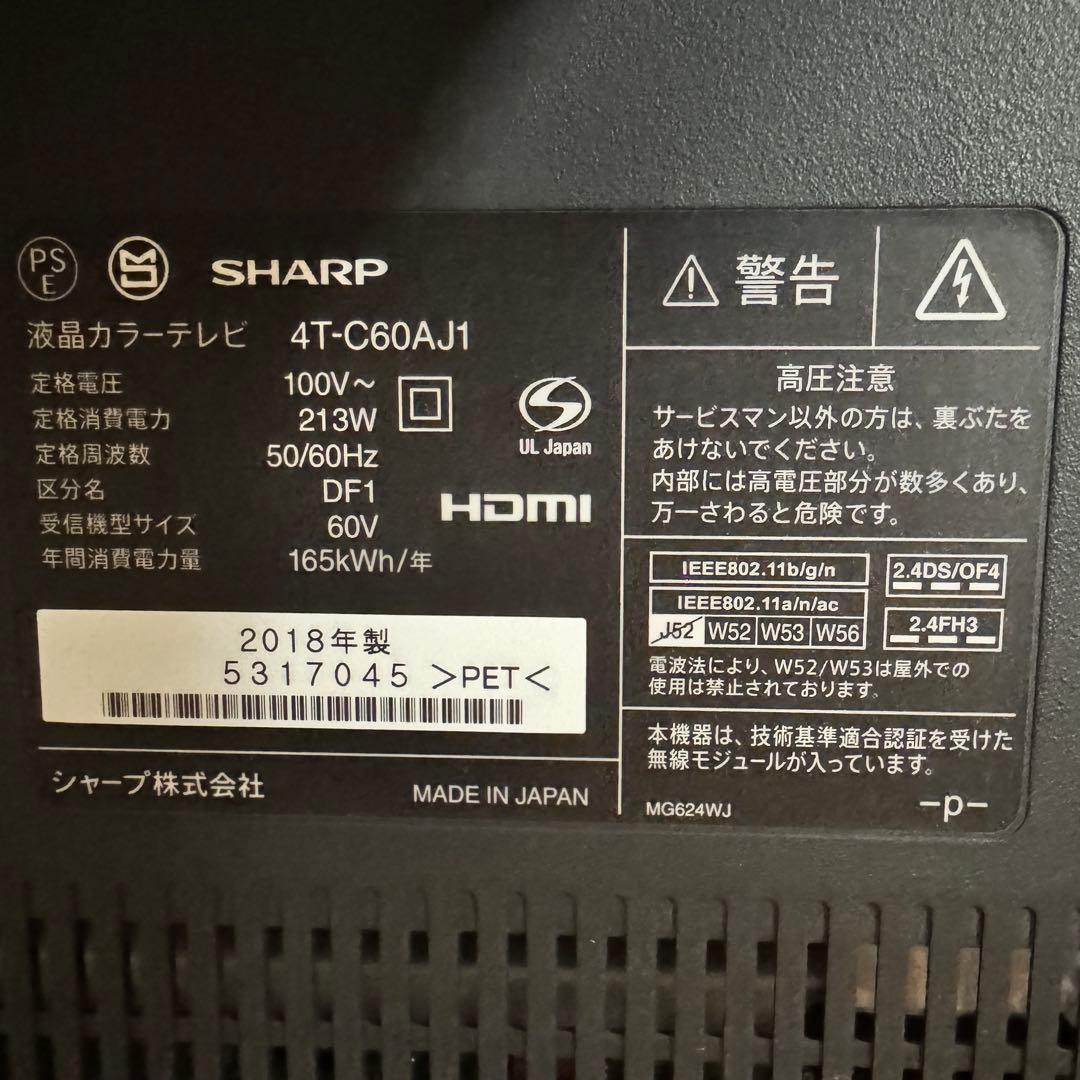 PS
E
SHARP
液晶カラーテレビ 4T-C60AJ1
定格電圧 100V～
定格消費電力 213W
定格周波数 50/60Hz
区分名 DF1
受信機型サイズ 60V
年間消費電力量 165kWh/年
UL Japan
HDMI
2018年製
5317045 >PET<
シャープ株式会社
MADE IN JAPAN
警告
高圧注意
サービスマン以外の方は、裏ぶたを
あけないでください。
内部には高電圧部分が数多くあり、
万一さわると危険です。
IEEE802.11b/g/n
IEEE802.11a/n/ac
J52 W52 W53 W56
2.4DS/OF4
2.4FH3
電波法により、W52/W53は屋外での
使用は禁止されております。
本機器は、技術基準適合認証を受けた
無線モジュールが入っています。
MG624WJ
-p-